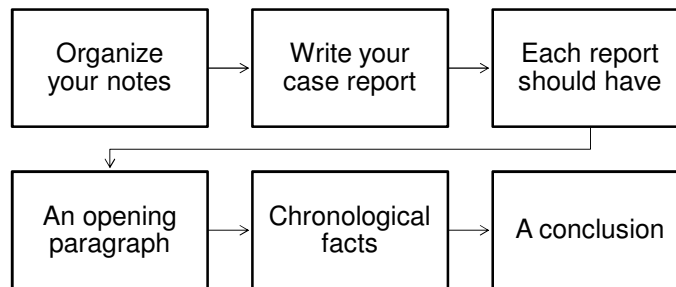 Organize
your notes
Write your
case report
Each report
should have
An opening
paragraph
Chronological
facts
A conclusion